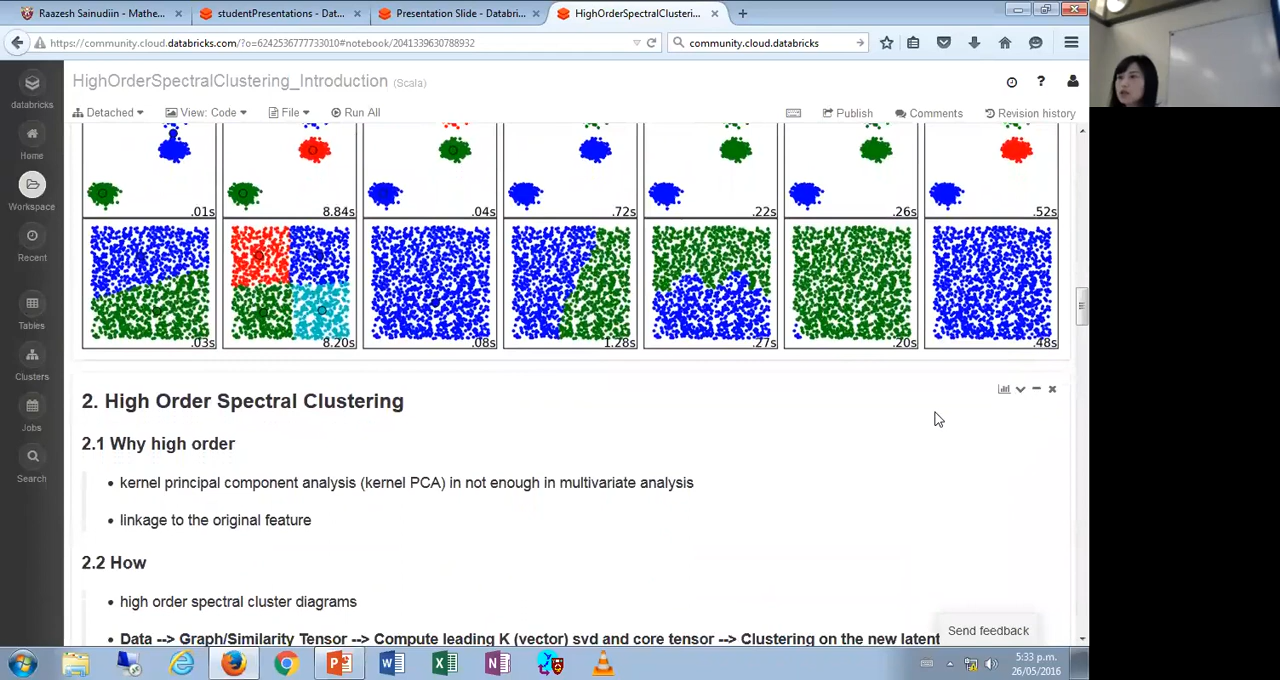 Raazesh Sainudiin - Mathe...
studentPresentations - Dat...
Presentation Slide - Databri...
HighOrderSpectralClusterin...
https://community.cloud.databricks.com/?o=6242536777733010#notebook/2041339630788932
community.cloud.databricks
HighOrderSpectralClustering_Introduction (Scala)
Detached
View: Code
File
Run All
Publish
Comments
Revision history
databricks
Home
Workspace
Recent
Tables
Clusters
Jobs
Search
.01s 8.84s .04s .72s .22s .26s .52s
.03s 8.20s .08s 1.28s .27s .20s .48s
2. High Order Spectral Clustering
2.1 Why high order
kernel principal component analysis (kernel PCA) in not enough in multivariate analysis
linkage to the original feature
2.2 How
high order spectral cluster diagrams
Data --> Graph/Similarity Tensor --> Compute leading K (vector) svd and core tensor --> Clustering on the new latent
Send feedback
5:33 p.m.
26/05/2016